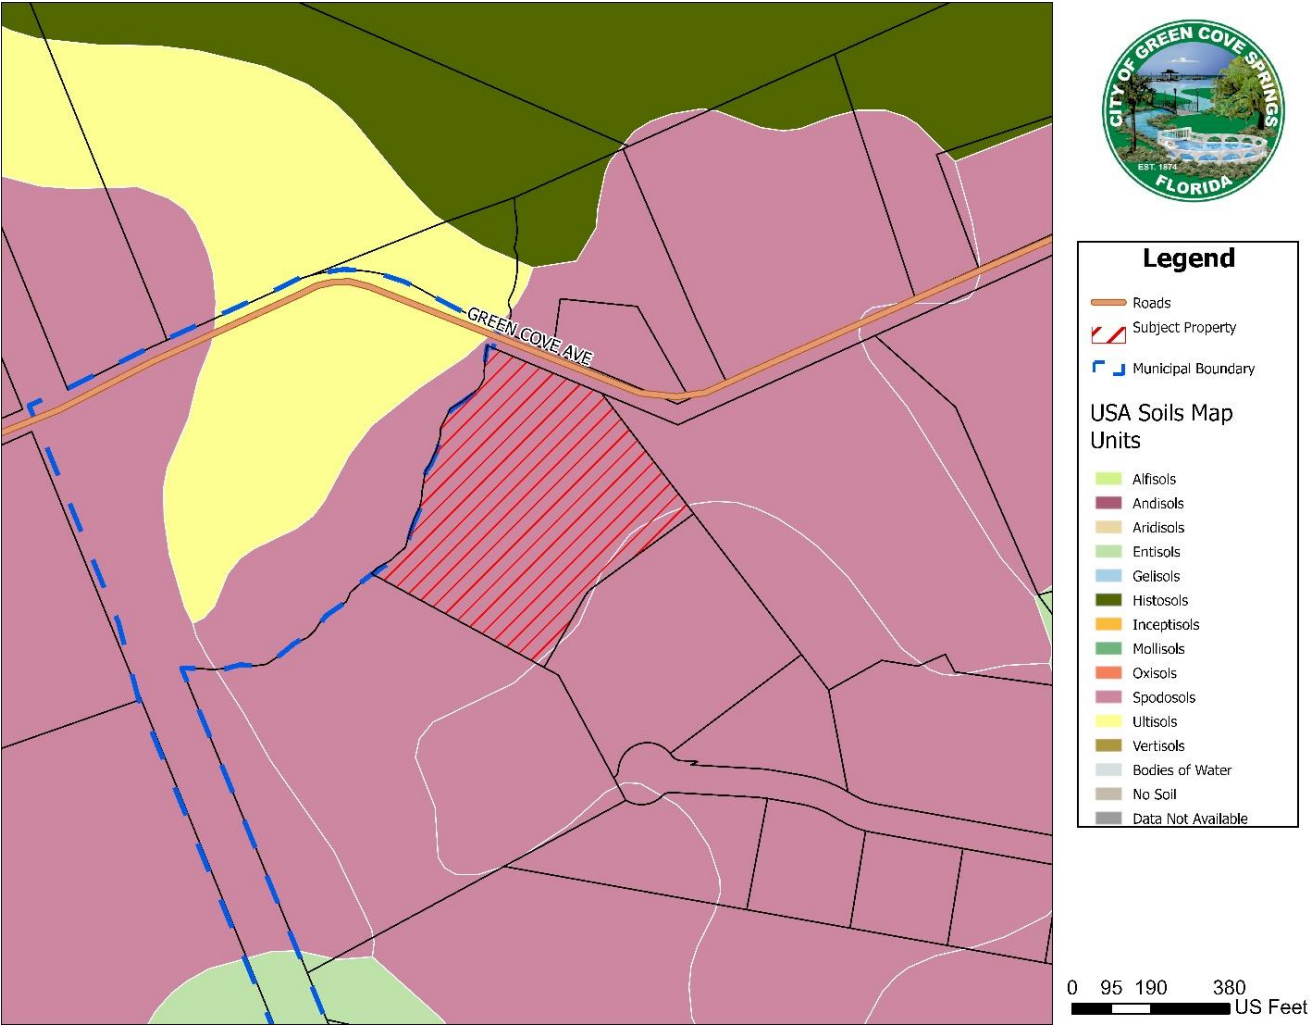 CITY OF GREEN COVE SPRINGS
EST. 1874
FLORIDA
GREEN COVE AVE
Legend
Roads
Subject Property
Municipal Boundary
USA Soils Map
Units
Alfisols
Andisols
Aridisols
Entisols
Gelisols
Histosols
Inceptisols
Mollisols
Oxisols
Spodosols
Ultisols
Vertisols
Bodies of Water
No Soil
Data Not Available
0 95 190 380
US Feet